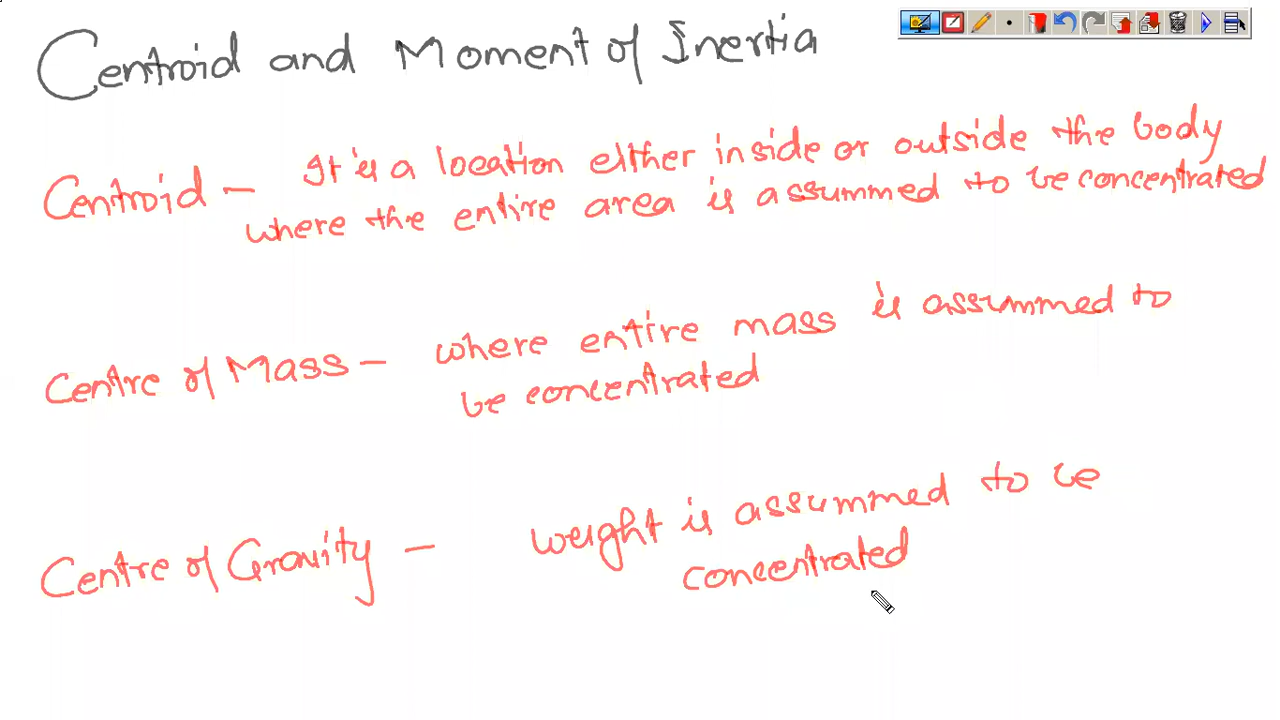 Centroid and Moment of Inertia
Centroid - It is a location either inside or outside the body
where the entire area is assummed to be concentrated
Centre of Mass - where entire mass is assummed to
be concentrated
Centre of Gravity - weight is assummed to be
concentrated